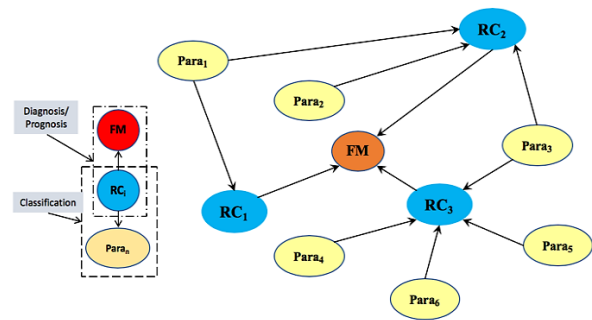 Diagnosis/
Prognosis
FM
RCi
Classification
Paran
Para1
RC2
Para2
FM
Para3
RC1
RC3
Para4
Para5
Para6